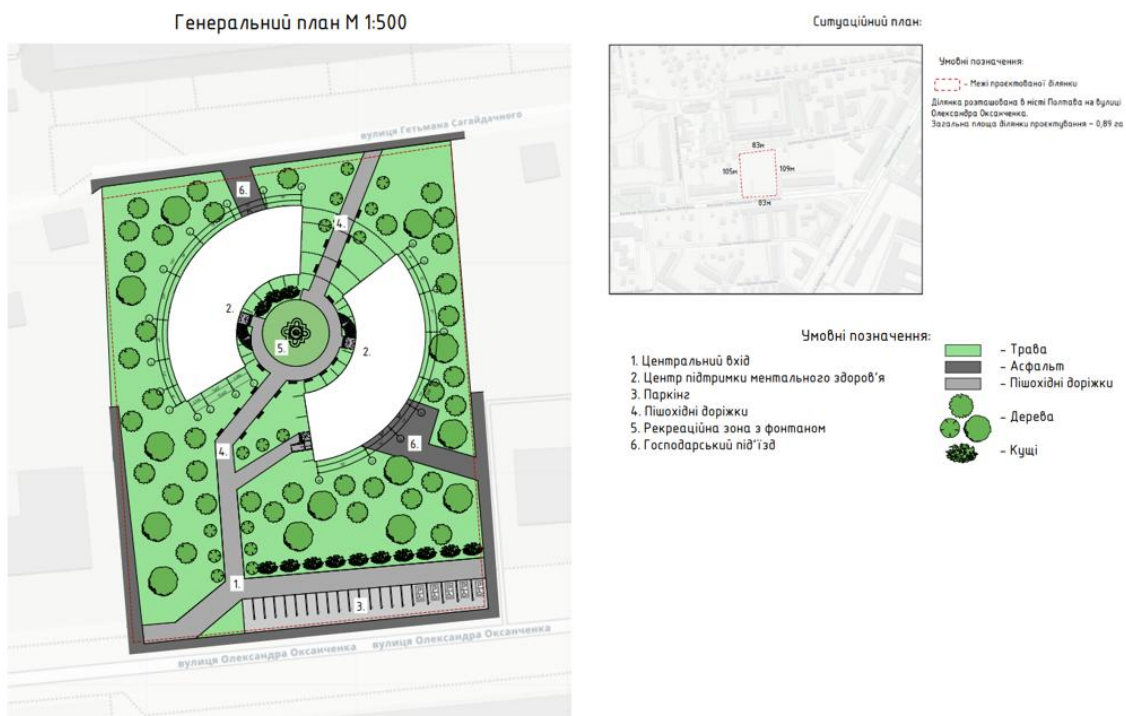 Генеральний план М 1:500
Ситуаційний план:
Умовні позначення:
– Межі проєктованої ділянки
Ділянка розташована в місті Полтава на вулиці
Олександра Оксанченка.
Загальна площа ділянки проєктування – 0,89 га
83м
105м
109м
83м
вулиця Гетьмана Сагайдачного
6.
4.
2.
5.
2.
4.
6.
1.
3.
вулиця Олександра Оксанченка вулиця Олександра Оксанченка
Умовні позначення:
1. Центральний вхід
2. Центр підтримки ментального здоров'я
3. Паркінг
4. Пішохідні доріжки
5. Рекреаційна зона з фонтаном
6. Господарський під'їзд
– Трава
– Асфальт
– Пішохідні доріжки
– Дерева
– Кущі